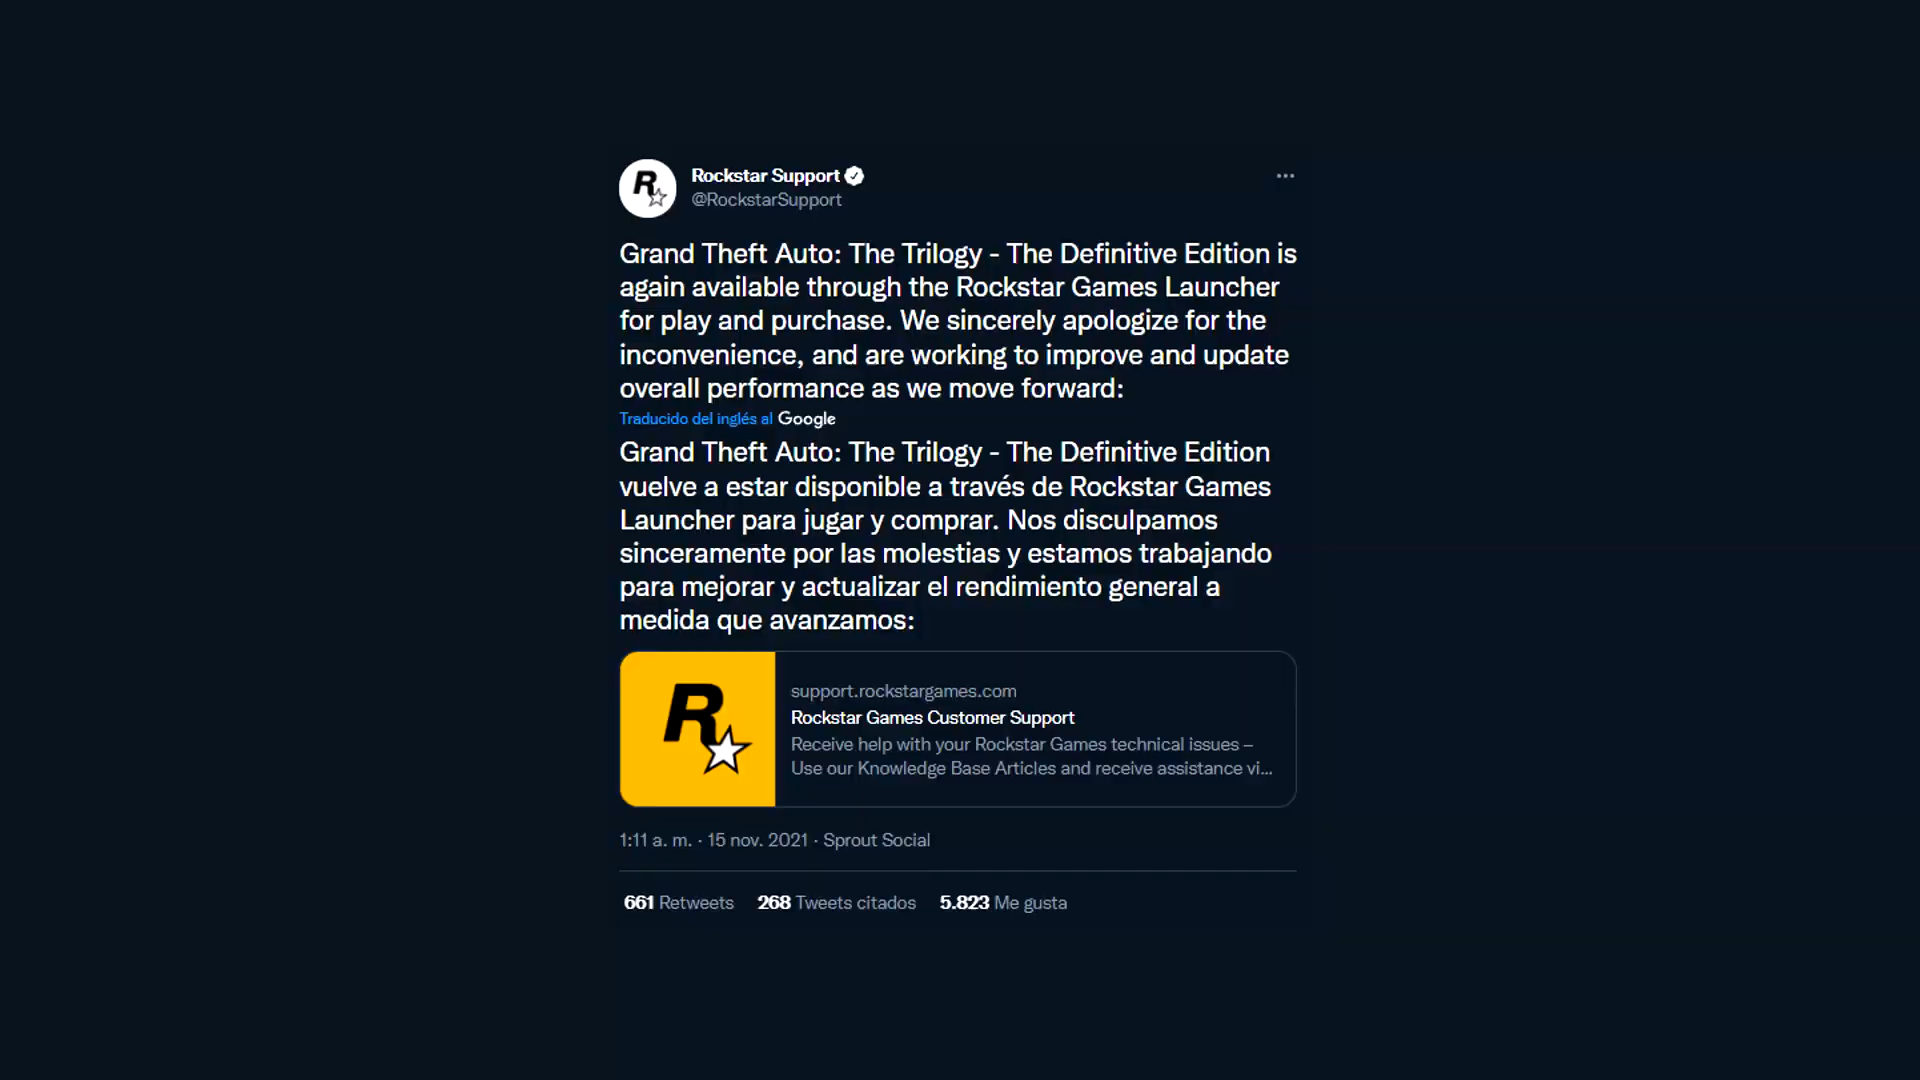 Rockstar Support
@RockstarSupport
Grand Theft Auto: The Trilogy - The Definitive Edition is
again available through the Rockstar Games Launcher
for play and purchase. We sincerely apologize for the
inconvenience, and are working to improve and update
overall performance as we move forward:
Traducido del inglés al Google
Grand Theft Auto: The Trilogy - The Definitive Edition
vuelve a estar disponible a través de Rockstar Games
Launcher para jugar y comprar. Nos disculpamos
sinceramente por las molestias y estamos trabajando
para mejorar y actualizar el rendimiento general a
medida que avanzamos:
support.rockstargames.com
Rockstar Games Customer Support
Receive help with your Rockstar Games technical issues –
Use our Knowledge Base Articles and receive assistance vi...
1:11 a. m. · 15 nov. 2021 · Sprout Social
661 Retweets 268 Tweets citados 5.823 Me gusta